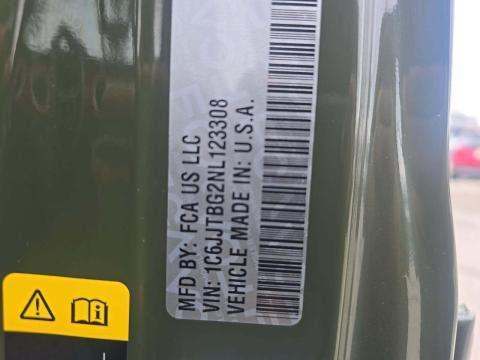 MFD BY: FCA US LLC
VIN: 1C6JJTBG2NL123308
VEHICLE MADE IN: U.S.A.